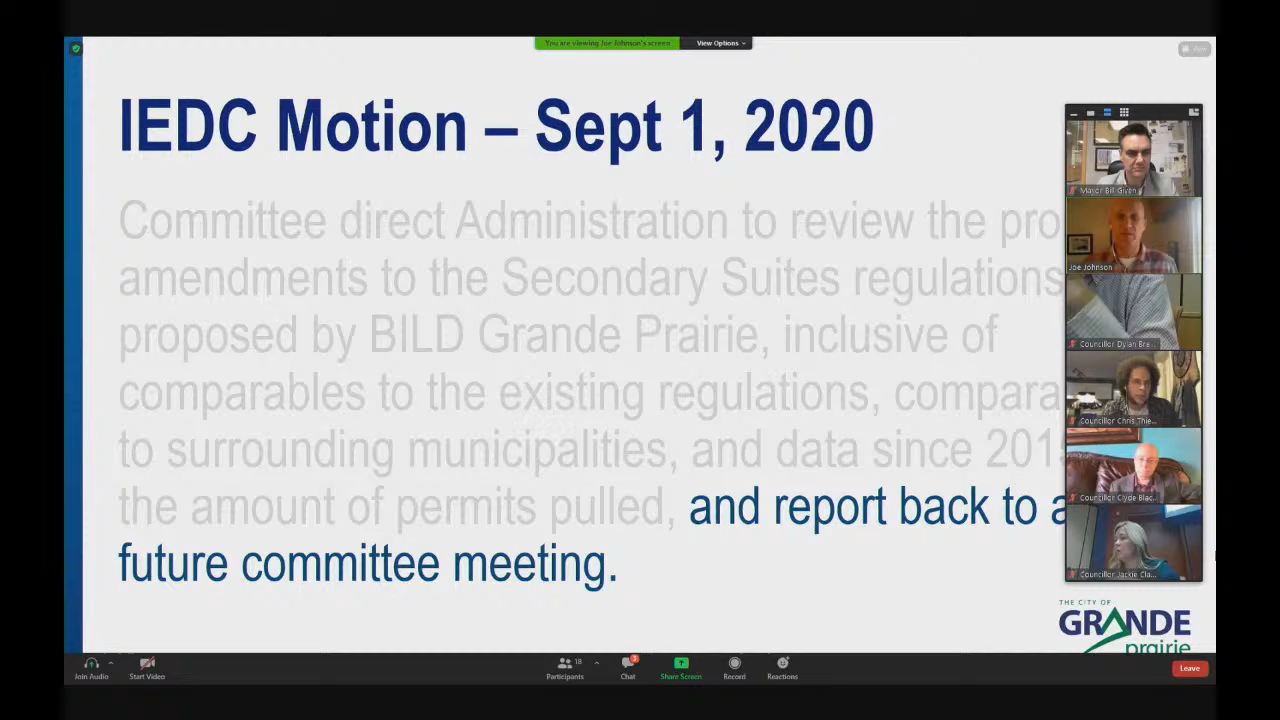 You are viewing Joe Johnson's screen
View Options
View
IEDC Motion – Sept 1, 2020
Committee direct Administration to review the pro
amendments to the Secondary Suites regulations
proposed by BILD Grande Prairie, inclusive of
comparables to the existing regulations, compara
to surrounding municipalities, and data since 2015
the amount of permits pulled, and report back to a
future committee meeting.
Mayor Bill Given
Joe Johnson
Councillor Dylan Bre...
Councillor Chris Thie...
Councillor Clyde Blac...
Councillor Jackie Cla...
THE CITY OF
GRANDE
prairie
Join Audio
Start Video
18
Participants
3
Chat
Share Screen
Record
Reactions
Leave